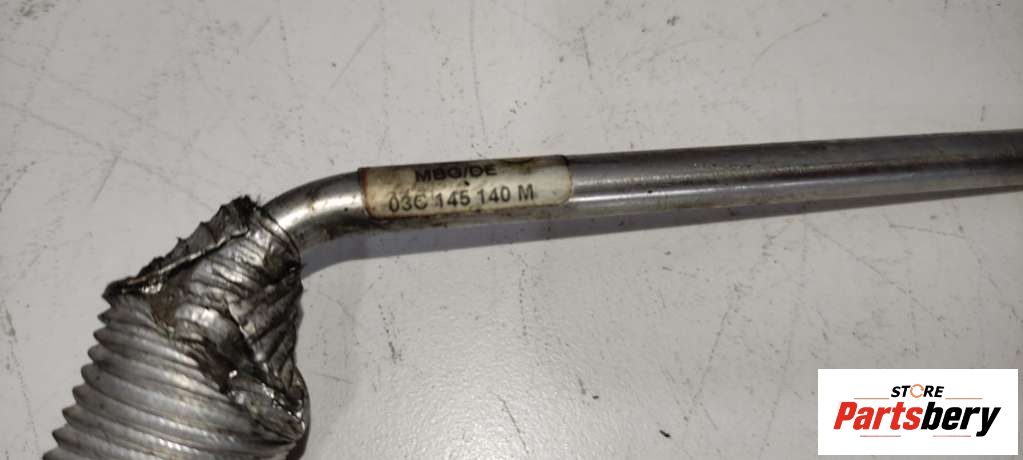 MBG/DE
03C 145 140 M
STORE
Partsbery